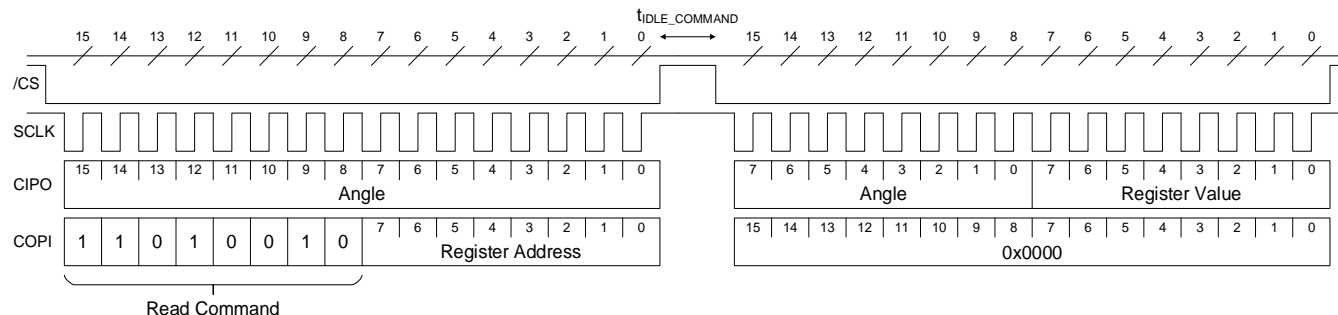 tIDLE_COMMAND
15 14 13 12 11 10 9 8 7 6 5 4 3 2 1 0 15 14 13 12 11 10 9 8 7 6 5 4 3 2 1 0
/CS
SCLK
CIPO 15 14 13 12 11 10 9 8 7 6 5 4 3 2 1 0 7 6 5 4 3 2 1 0 7 6 5 4 3 2 1 0
Angle Angle Register Value
COPI 1 1 0 1 0 0 1 0 7 6 5 4 3 2 1 0 15 14 13 12 11 10 9 8 7 6 5 4 3 2 1 0
Register Address 0x0000
Read Command